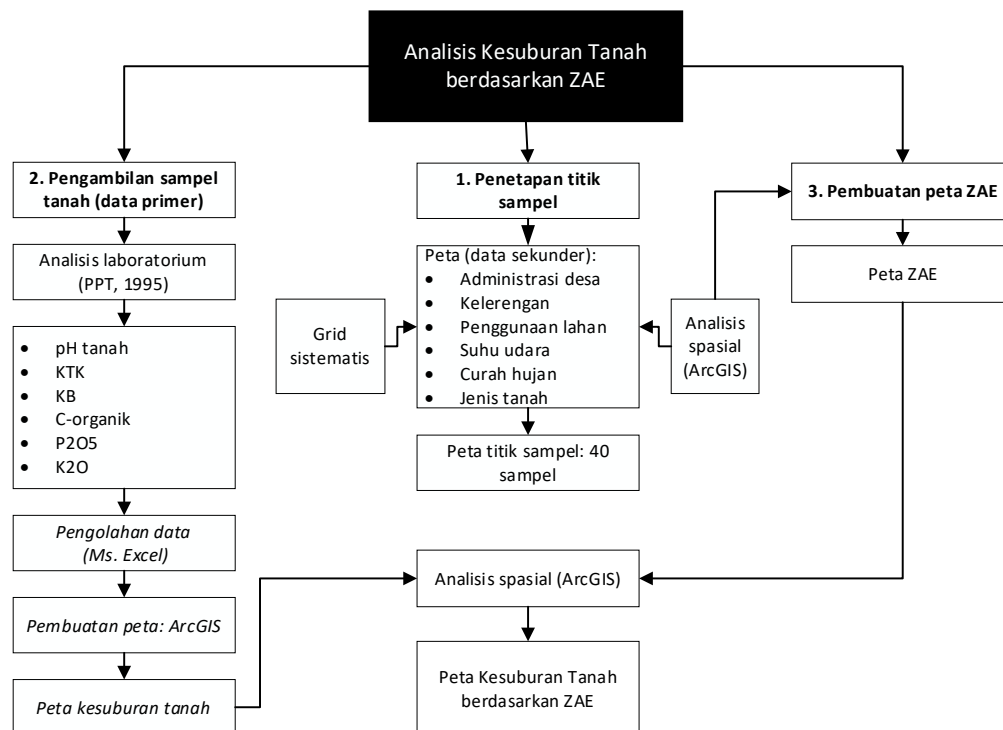 Analisis Kesuburan Tanah
berdasarkan ZAE
2. Pengambilan sampel
tanah (data primer)
Analisis laboratorium
(PPT, 1995)
• pH tanah
• KTK
• KB
• C-organik
• P2O5
• K2O
Pengolahan data
(Ms. Excel)
Pembuatan peta: ArcGIS
Peta kesuburan tanah
1. Penetapan titik
sampel
Peta (data sekunder):
• Administrasi desa
• Kelerengan
• Penggunaan lahan
• Suhu udara
• Curah hujan
• Jenis tanah
Grid
sistematis
Analisis
spasial
(ArcGIS)
Peta titik sampel: 40
sampel
3. Pembuatan peta ZAE
Peta ZAE
Analisis spasial (ArcGIS)
Peta Kesuburan Tanah
berdasarkan ZAE